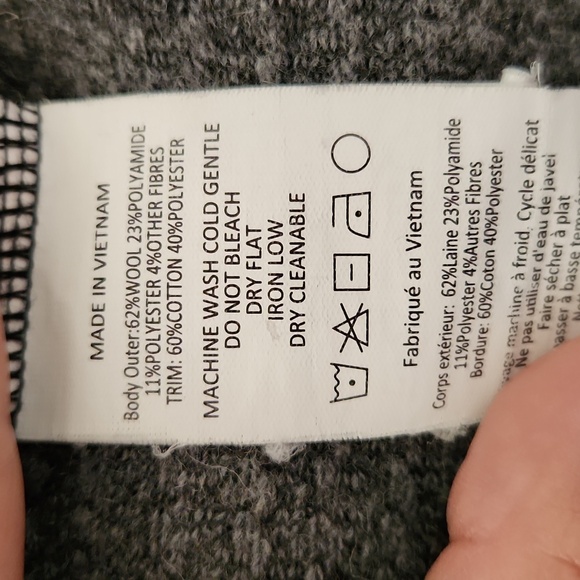 MADE IN VIETNAM
Body Outer:62%WOOL 23%POLYAMIDE
11%POLYESTER 4%OTHER FIBRES
TRIM: 60%COTTON 40%POLYESTER
MACHINE WASH COLD GENTLE
DO NOT BLEACH
DRY FLAT
IRON LOW
DRY CLEANABLE
Fabriqué au Vietnam
Corps extérieur: 62%Laine 23%Polyamide
11%Polyester 4%Autres Fibres
Bordure: 60%Coton 40%Polyester
machine à froid. Cycle délicat
Ne pas utiliser d'eau de javel
Faire sécher à plat
à basse